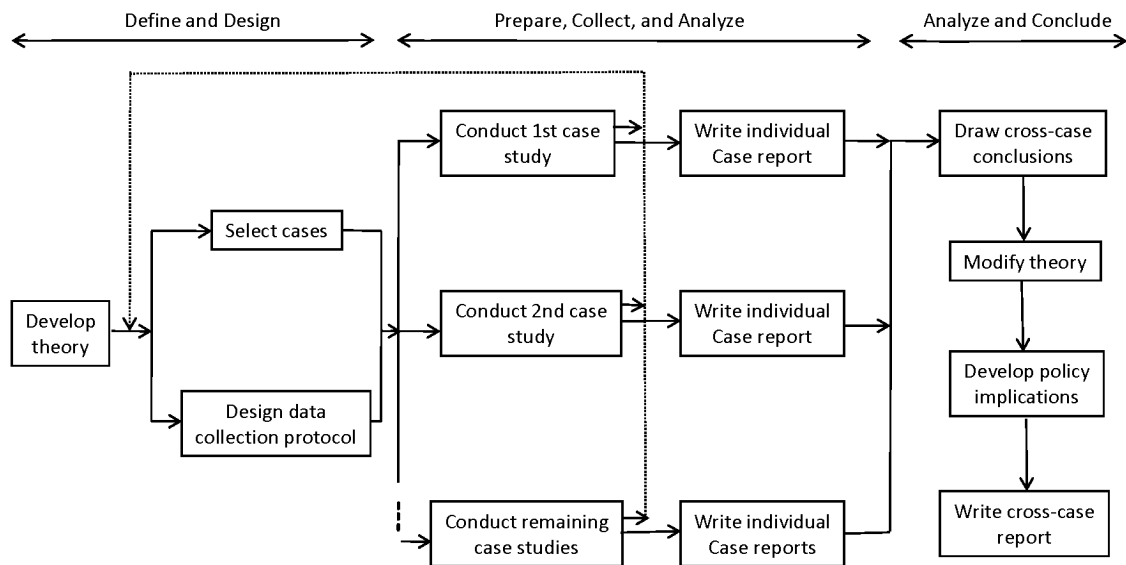 Define and Design
Prepare, Collect, and Analyze
Analyze and Conclude
Develop
theory
Select cases
Design data
collection protocol
Conduct 1st case
study
Write individual
Case report
Conduct 2nd case
study
Write individual
Case report
Conduct remaining
case studies
Write individual
Case reports
Draw cross-case
conclusions
Modify theory
Develop policy
implications
Write cross-case
report